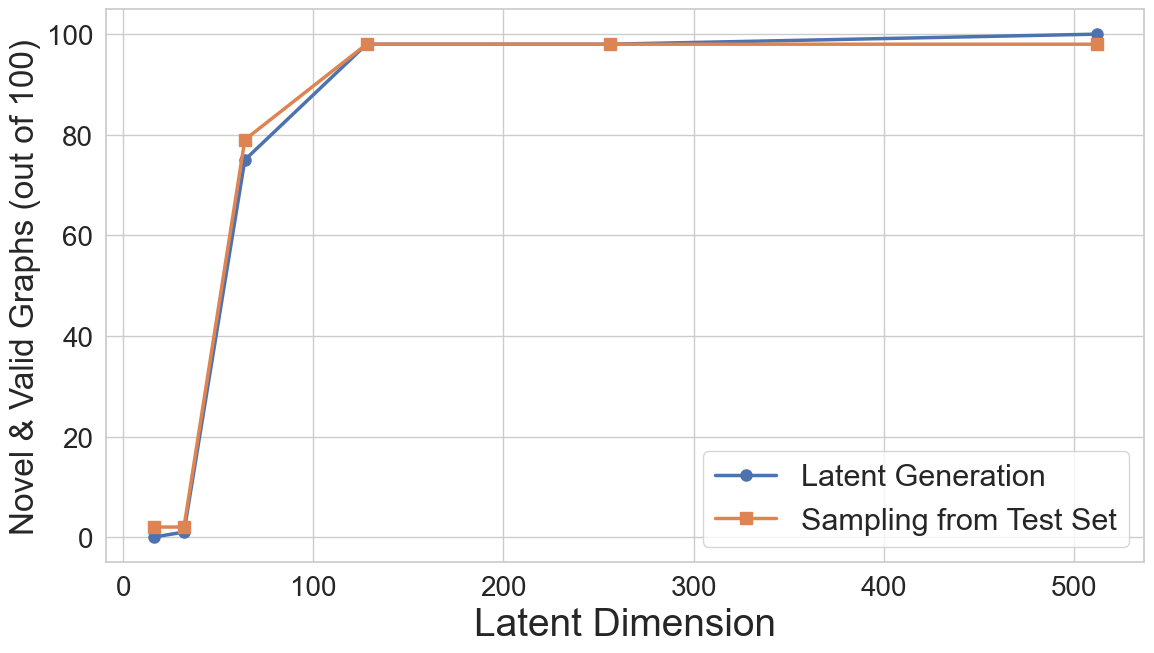 Novel & Valid Graphs (out of 100)
100
80
60
40
20
0
0 100 200 300 400 500
Latent Dimension
Latent Generation
Sampling from Test Set